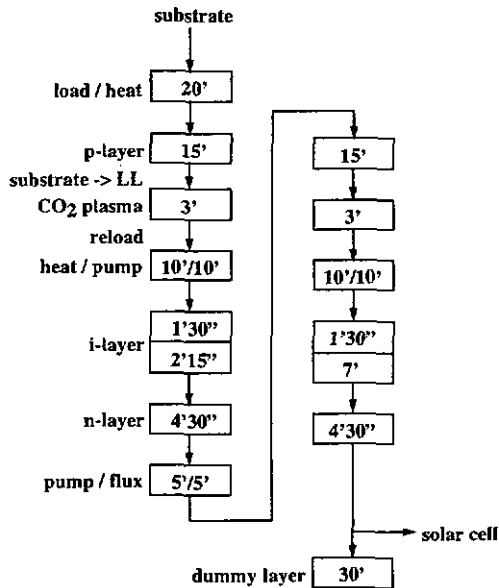 substrate
load / heat
20'
p-layer
15'
substrate -> LL
CO2 plasma
3'
reload
heat / pump
10'/10'
i-layer
1'30"
2'15"
n-layer
4'30"
pump / flux
5'/5'
15'
3'
10'/10'
1'30"
7'
4'30"
solar cell
dummy layer
30'